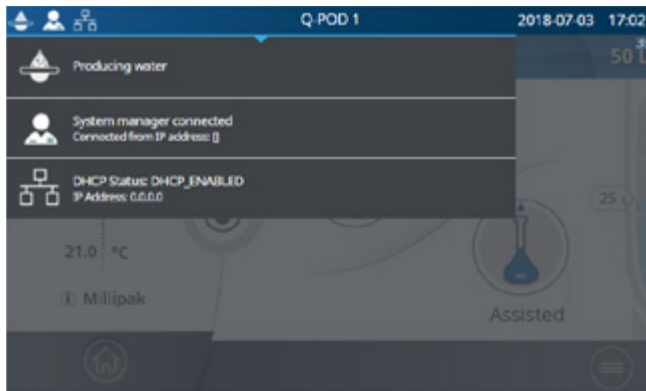 Q-POD 1
2018-07-03 17:02
Producing water
System manager connected
Connected from IP address: []
DHCP Status: DHCP_ENABLED
IP Address: 0.0.0.0
50 L
25
21.0 °C
Millipak
Assisted